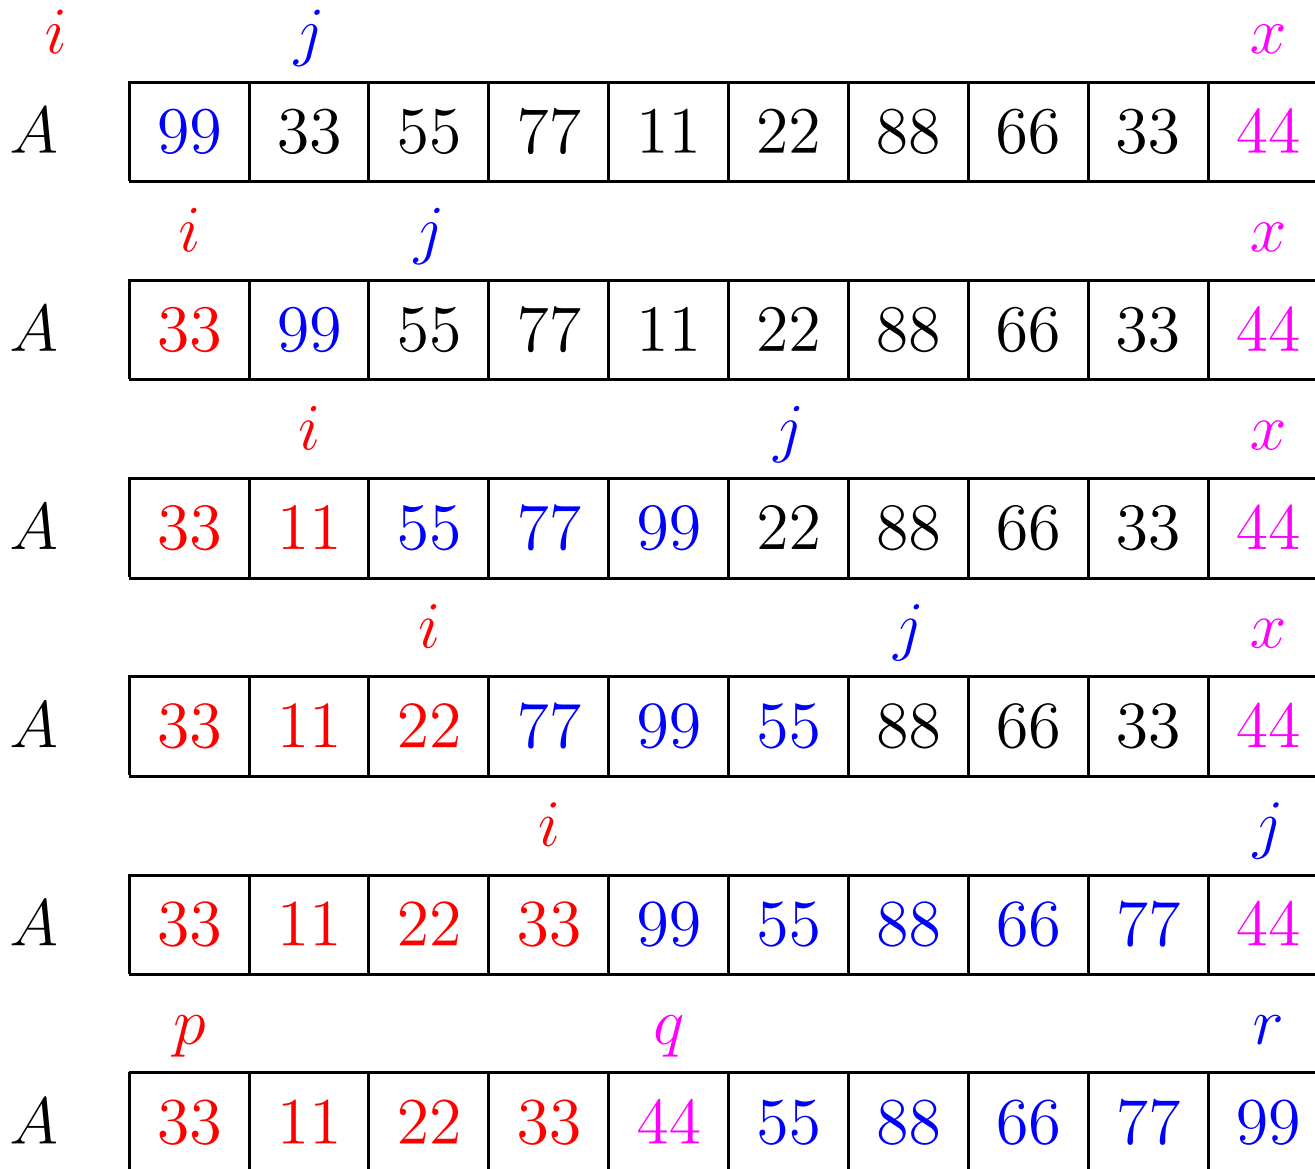 i j x
A 99 33 55 77 11 22 88 66 33 44
i j x
A 33 99 55 77 11 22 88 66 33 44
i j x
A 33 11 55 77 99 22 88 66 33 44
i j x
A 33 11 22 77 99 55 88 66 33 44
i j
A 33 11 22 33 99 55 88 66 77 44
p q r
A 33 11 22 33 44 55 88 66 77 99